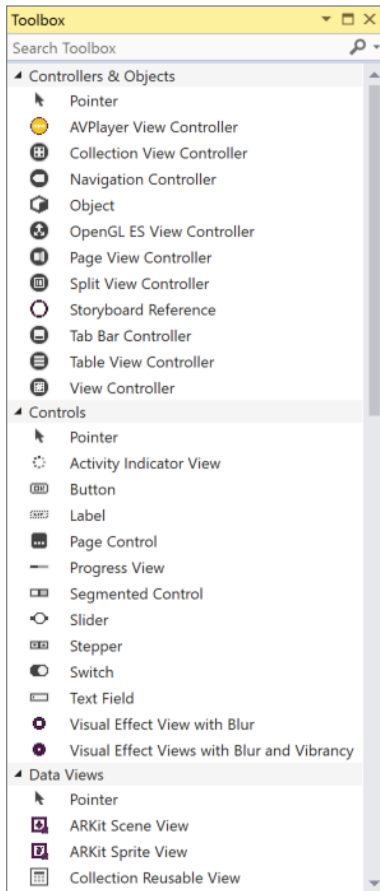 Toolbox
Search Toolbox
Controllers & Objects
Pointer
AVPlayer View Controller
Collection View Controller
Navigation Controller
Object
OpenGL ES View Controller
Page View Controller
Split View Controller
Storyboard Reference
Tab Bar Controller
Table View Controller
View Controller
Controls
Pointer
Activity Indicator View
Button
Label
Page Control
Progress View
Segmented Control
Slider
Stepper
Switch
Text Field
Visual Effect View with Blur
Visual Effect Views with Blur and Vibrancy
Data Views
Pointer
ARKit Scene View
ARKit Sprite View
Collection Reusable View